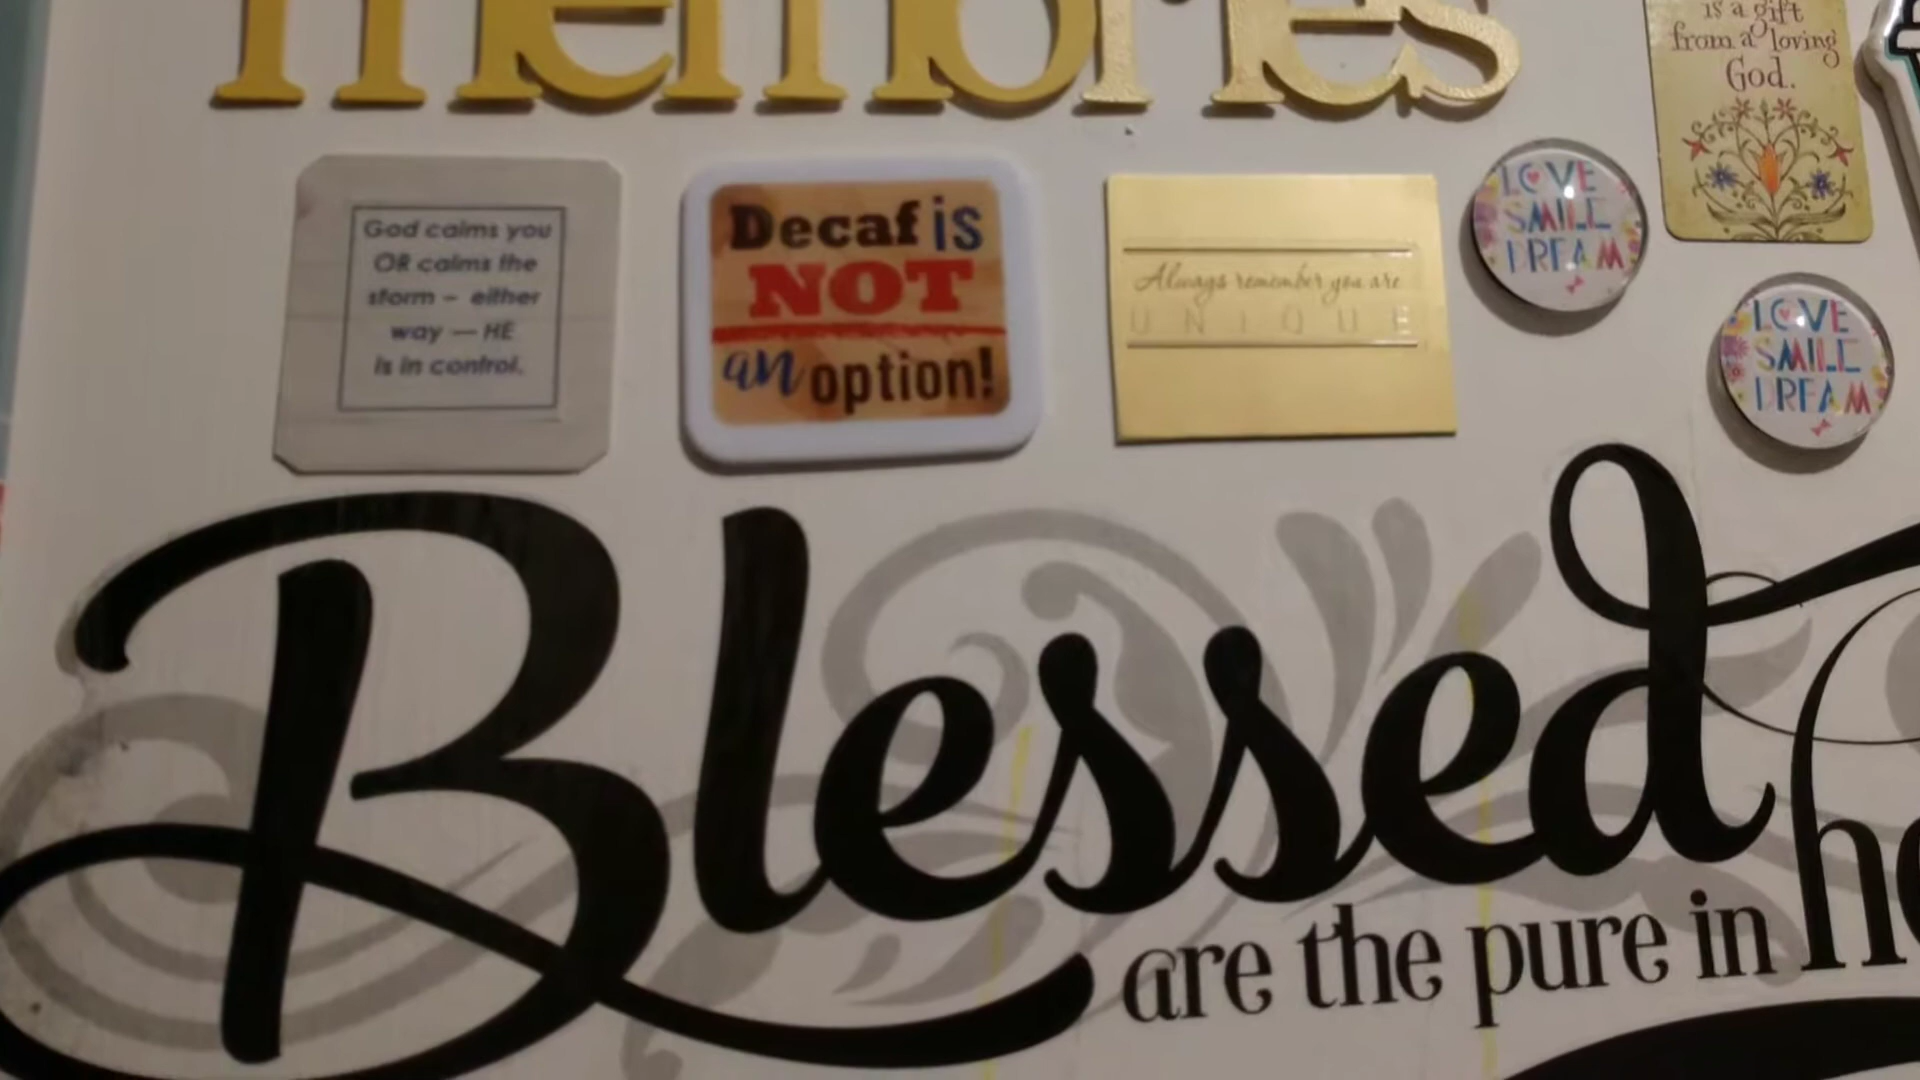 memories
is a gift
from a loving
God.
God calms you
OR calms the
storm - either
way — HE
is in control.
Decaf is
NOT
an option!
Always remember you are
UNIQUE
LOVE
SMILE
DREAM
LOVE
SMILE
DREAM
Blessed
are the pure in